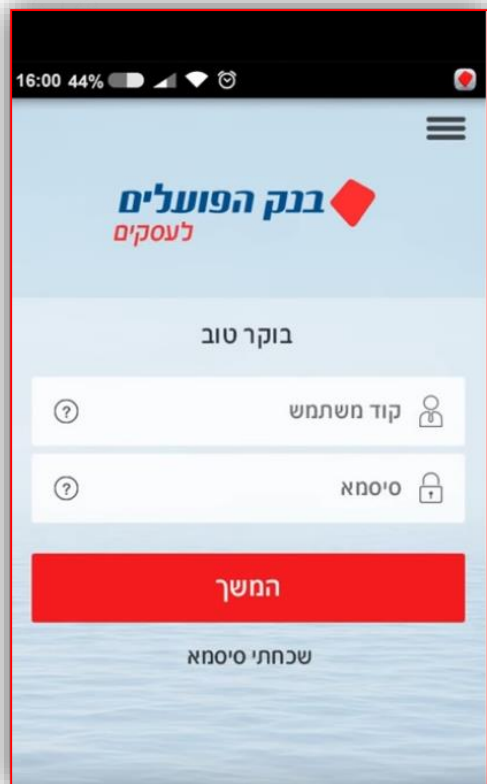 16:00 44%
בנק הפועלים
לעסקים
בוקר טוב
קוד משתמש
?
סיסמא
?
המשך
שכחתי סיסמא